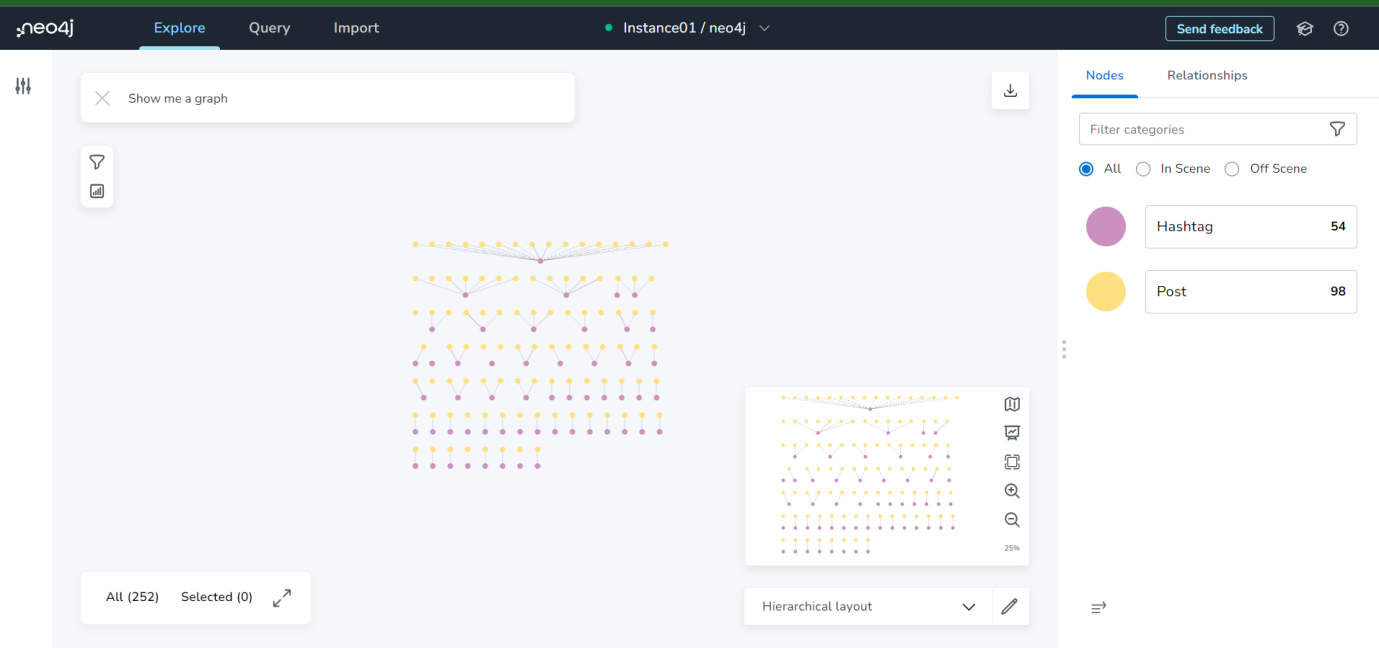 neo4j
Explore
Query
Import
Instance01 / neo4j
Send feedback
Show me a graph
Nodes
Relationships
Filter categories
All
In Scene
Off Scene
Hashtag 54
Post 98
25%
All (252)
Selected (0)
Hierarchical layout